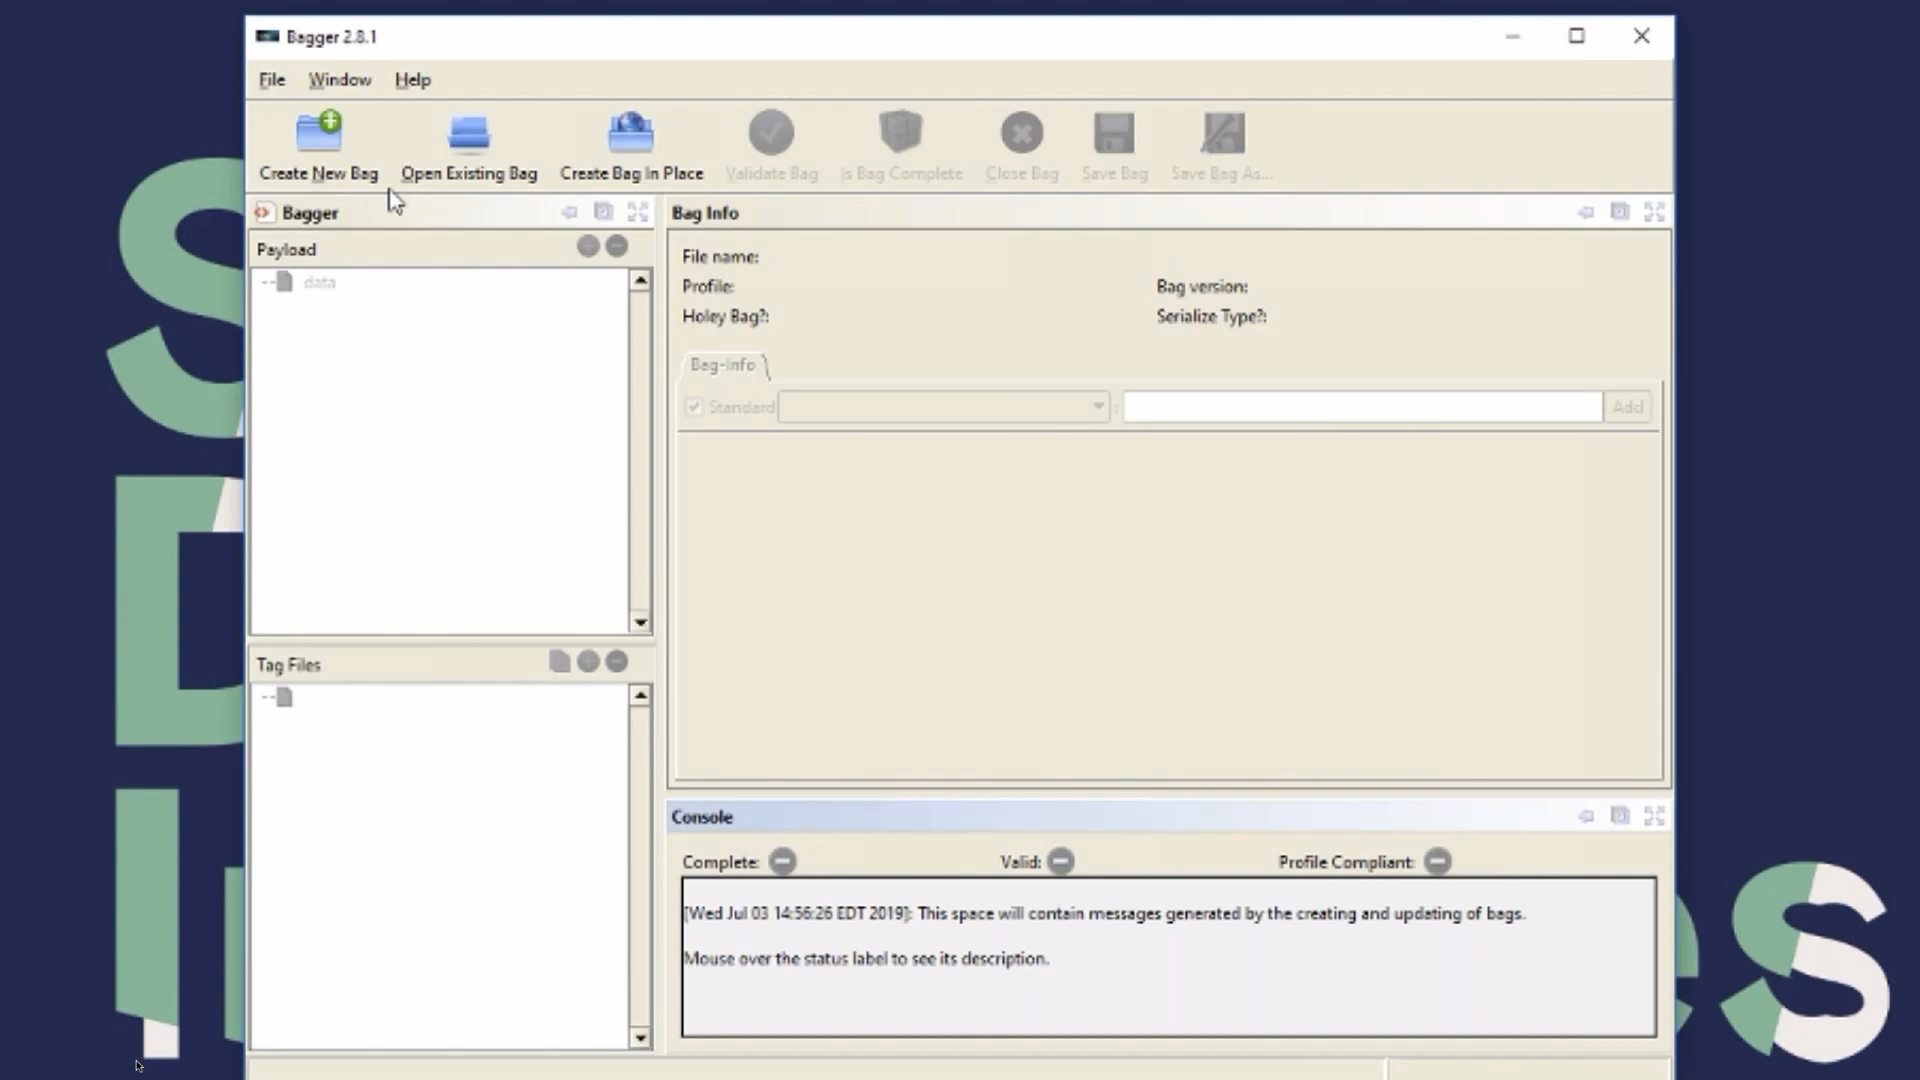 Bagger 2.8.1
File Window Help
Create New Bag Open Existing Bag Create Bag In Place Validate Bag Is Bag Complete Close Bag Save Bag Save Bag As...
Bagger
Payload
data
Tag Files
Bag Info
File name:
Profile: Bag version:
Holey Bag?: Serialize Type?:
Bag-Info
Standard : Add
Console
Complete: Valid: Profile Compliant:
[Wed Jul 03 14:56:26 EDT 2019]: This space will contain messages generated by the creating and updating of bags.
Mouse over the status label to see its description.